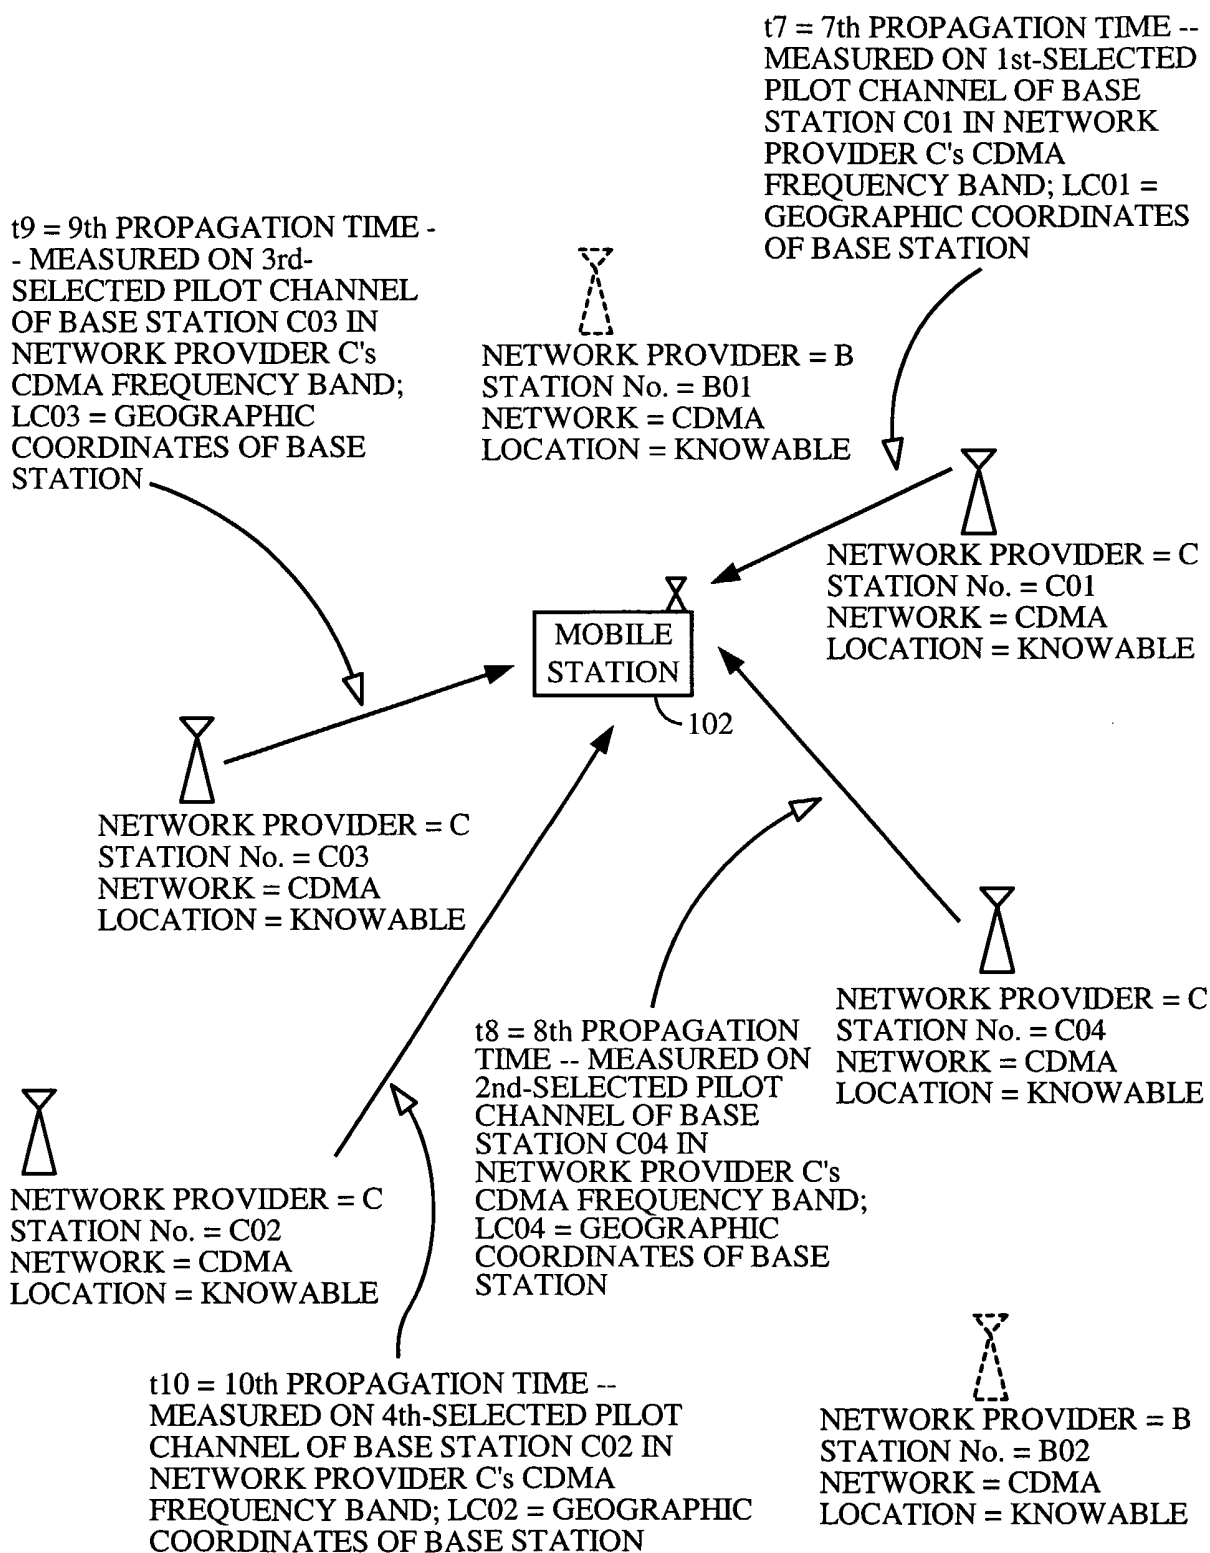 t7 = 7th PROPAGATION TIME --
MEASURED ON 1st-SELECTED
PILOT CHANNEL OF BASE
STATION C01 IN NETWORK
PROVIDER C's CDMA
FREQUENCY BAND; LC01 =
GEOGRAPHIC COORDINATES
OF BASE STATION
t9 = 9th PROPAGATION TIME -
- MEASURED ON 3rd-
SELECTED PILOT CHANNEL
OF BASE STATION C03 IN
NETWORK PROVIDER C's
CDMA FREQUENCY BAND;
LC03 = GEOGRAPHIC
COORDINATES OF BASE
STATION
NETWORK PROVIDER = B
STATION No. = B01
NETWORK = CDMA
LOCATION = KNOWABLE
NETWORK PROVIDER = C
STATION No. = C01
NETWORK = CDMA
LOCATION = KNOWABLE
MOBILE
STATION
102
NETWORK PROVIDER = C
STATION No. = C03
NETWORK = CDMA
LOCATION = KNOWABLE
NETWORK PROVIDER = C
STATION No. = C04
NETWORK = CDMA
LOCATION = KNOWABLE
t8 = 8th PROPAGATION
TIME -- MEASURED ON
2nd-SELECTED PILOT
CHANNEL OF BASE
STATION C04 IN
NETWORK PROVIDER C's
CDMA FREQUENCY BAND;
LC04 = GEOGRAPHIC
COORDINATES OF BASE
STATION
NETWORK PROVIDER = C
STATION No. = C02
NETWORK = CDMA
LOCATION = KNOWABLE
t10 = 10th PROPAGATION TIME --
MEASURED ON 4th-SELECTED PILOT
CHANNEL OF BASE STATION C02 IN
NETWORK PROVIDER C's CDMA
FREQUENCY BAND; LC02 = GEOGRAPHIC
COORDINATES OF BASE STATION
NETWORK PROVIDER = B
STATION No. = B02
NETWORK = CDMA
LOCATION = KNOWABLE